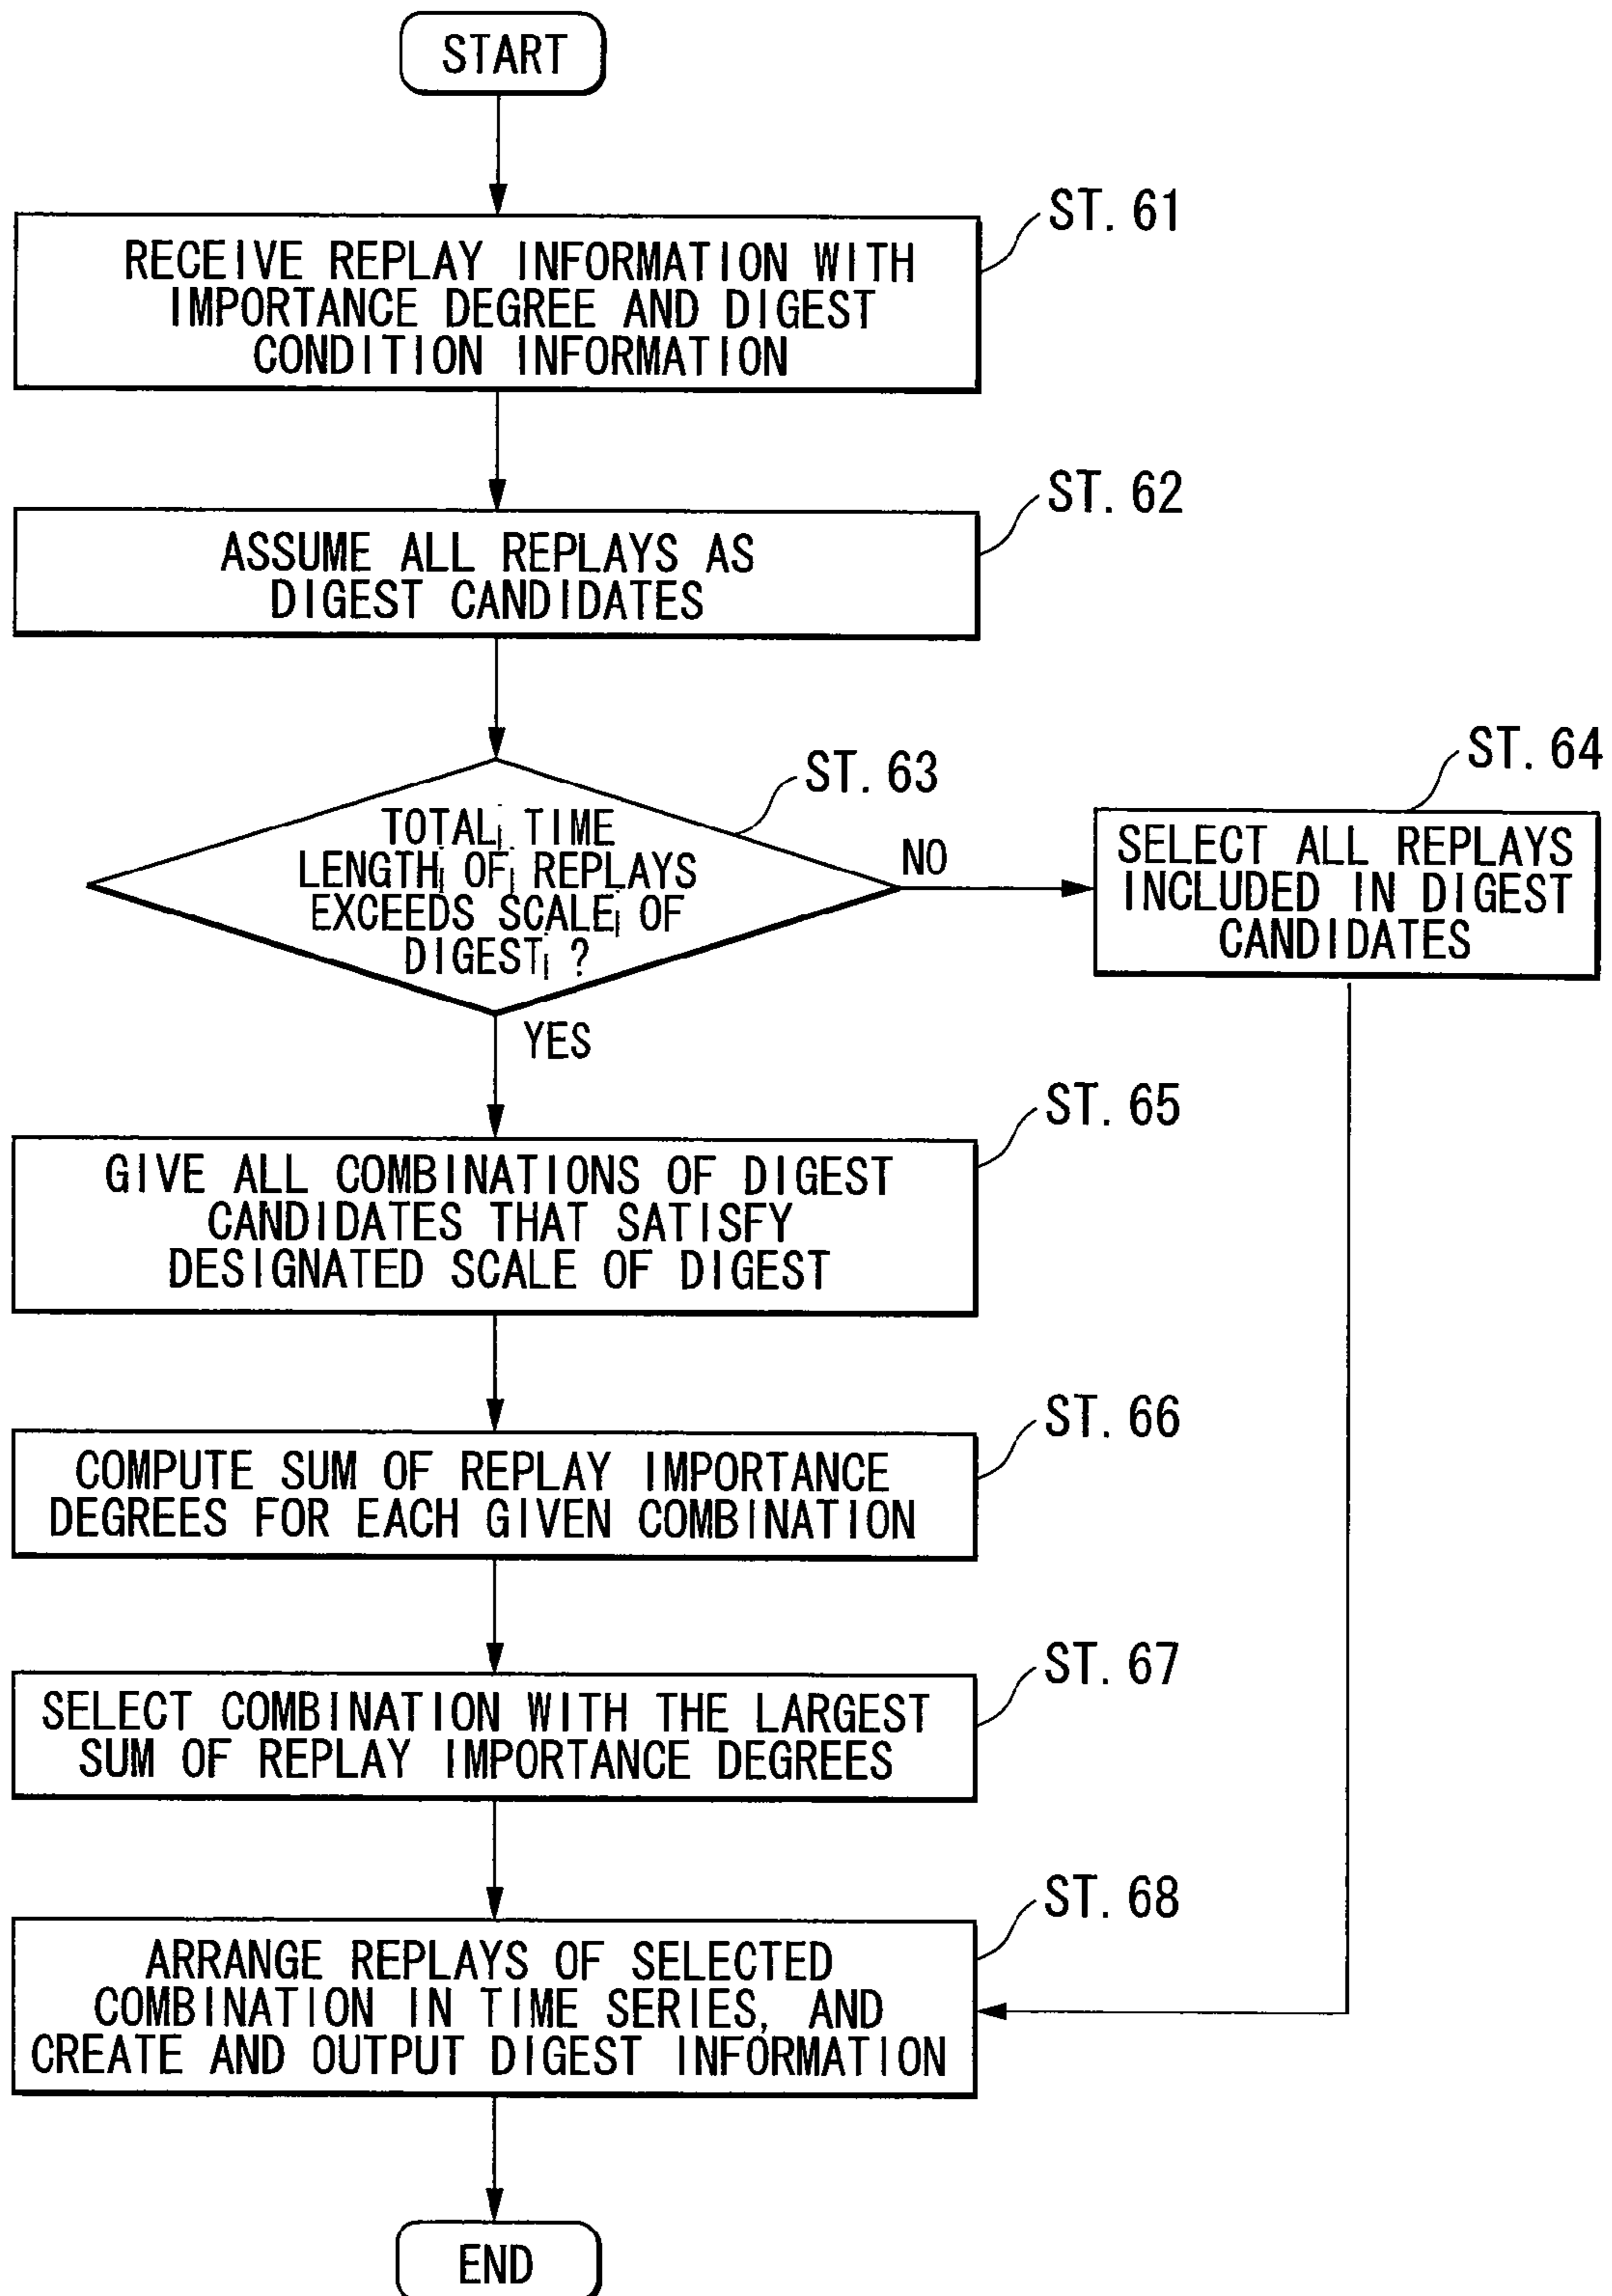 START
ST. 61
RECEIVE REPLAY INFORMATION WITH
IMPORTANCE DEGREE AND DIGEST
CONDITION INFORMATION
ST. 62
ASSUME ALL REPLAYS AS
DIGEST CANDIDATES
ST. 63
TOTAL TIME
LENGTH OF REPLAYS
EXCEEDS SCALE OF
DIGEST ?
NO
YES
ST. 64
SELECT ALL REPLAYS
INCLUDED IN DIGEST
CANDIDATES
ST. 65
GIVE ALL COMBINATIONS OF DIGEST
CANDIDATES THAT SATISFY
DESIGNATED SCALE OF DIGEST
ST. 66
COMPUTE SUM OF REPLAY IMPORTANCE
DEGREES FOR EACH GIVEN COMBINATION
ST. 67
SELECT COMBINATION WITH THE LARGEST
SUM OF REPLAY IMPORTANCE DEGREES
ST. 68
ARRANGE REPLAYS OF SELECTED
COMBINATION IN TIME SERIES, AND
CREATE AND OUTPUT DIGEST INFORMATION
END